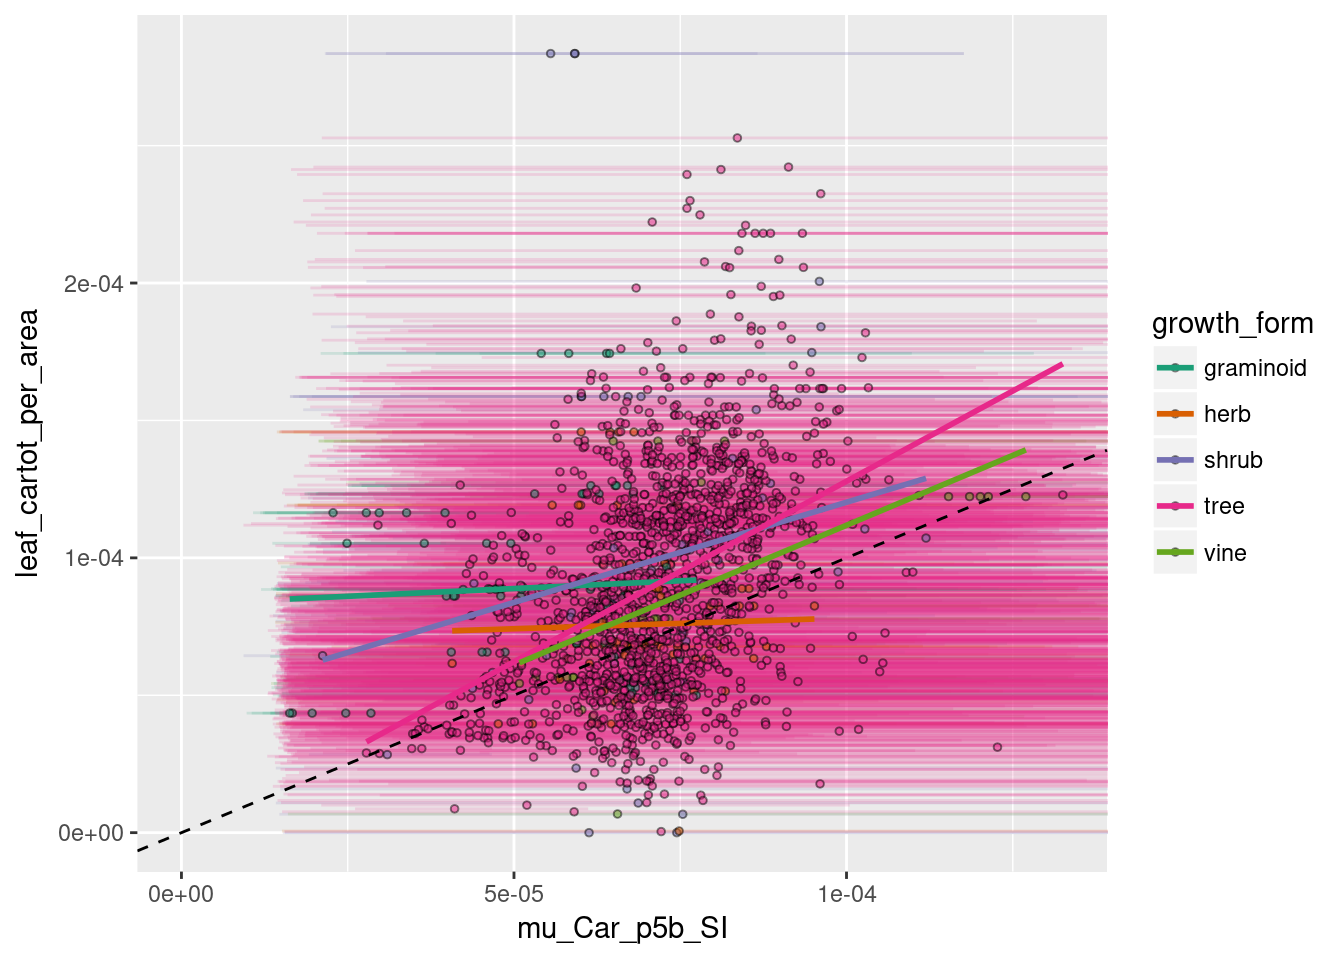 leaf_cartot_per_area
2e-04
1e-04
0e+00
0e+00
5e-05
1e-04
mu_Car_p5b_SI
growth_form
graminoid
herb
shrub
tree
vine